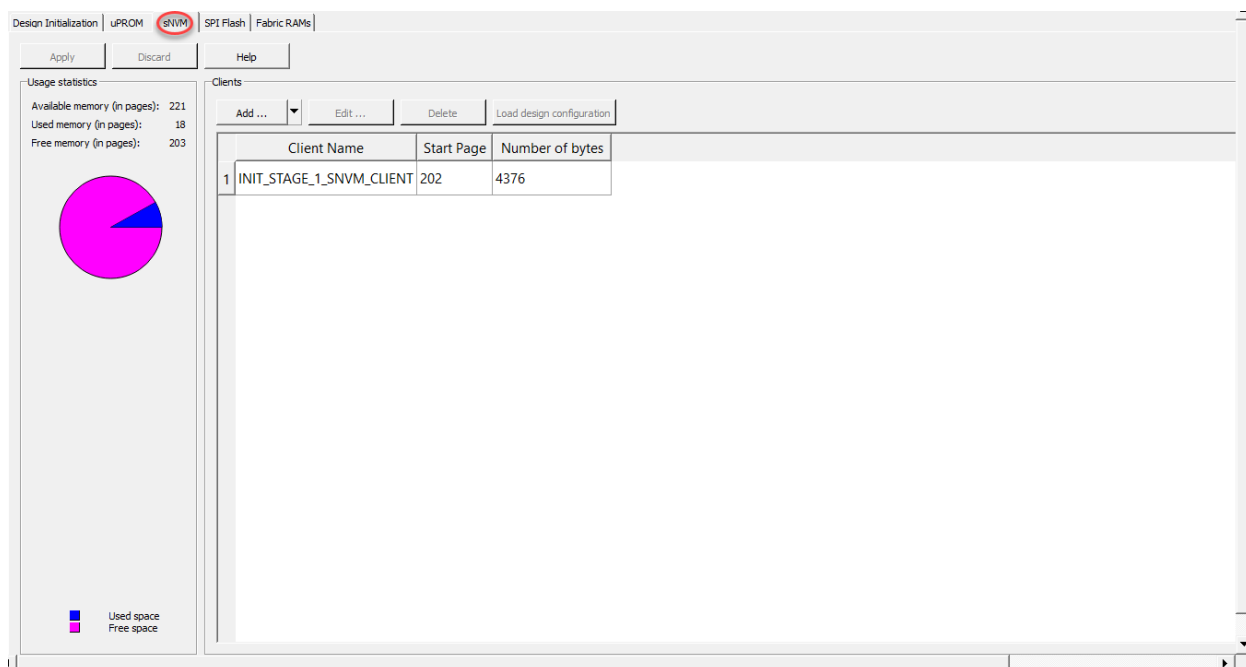 Design Initialization uPROM sNVM SPI Flash Fabric RAMs
Apply Discard Help
Usage statistics
Available memory (in pages): 221
Used memory (in pages): 18
Free memory (in pages): 203
Used space
Free space
Clients
Add ... Edit ... Delete Load design configuration
Client Name Start Page Number of bytes
1 INIT_STAGE_1_SNVM_CLIENT 202 4376